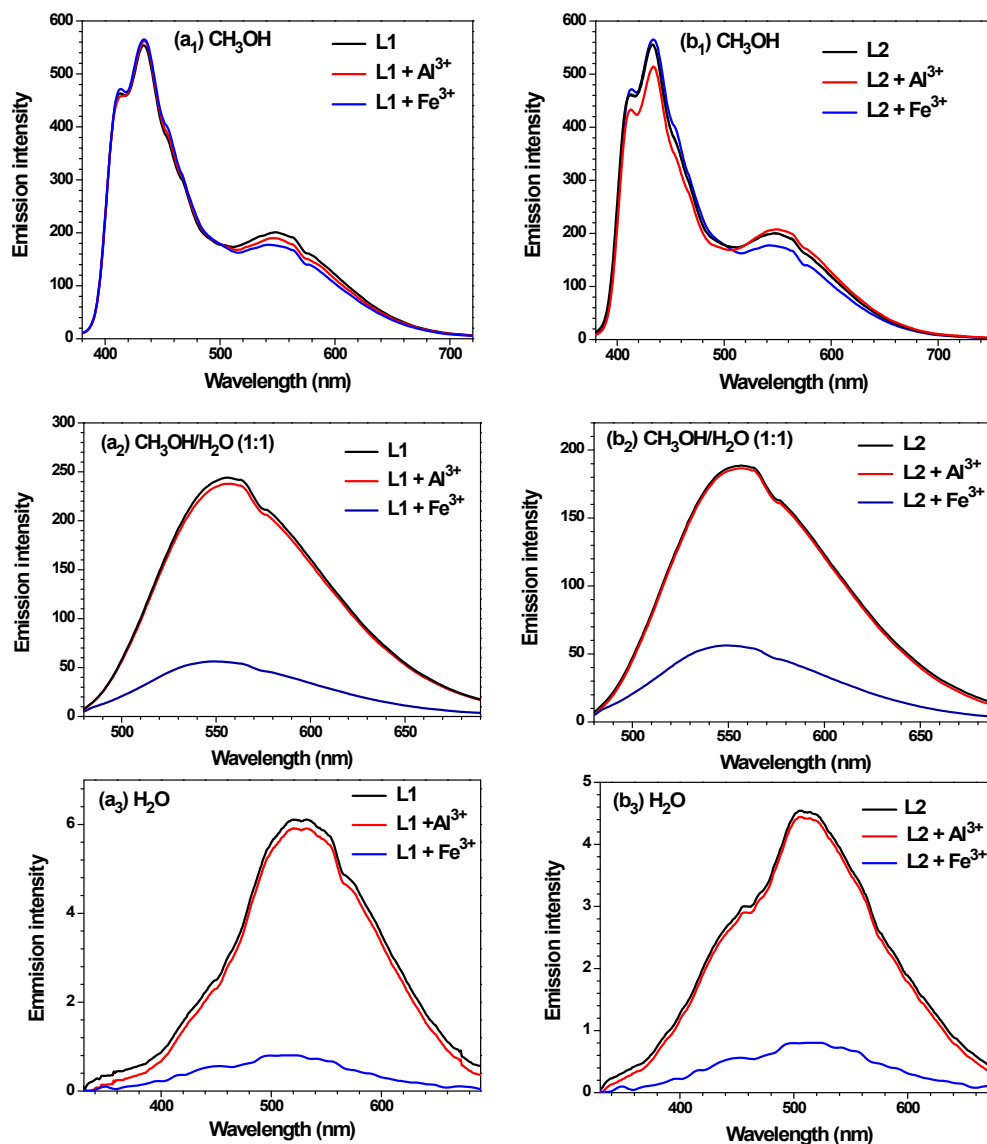 (a₁) CH₃OH
L1
L1 + Al³⁺
L1 + Fe³⁺
600
500
400
300
200
100
0
400
500
600
700
Emission intensity
Wavelength (nm)
(b₁) CH₃OH
L2
L2 + Al³⁺
L2 + Fe³⁺
600
500
400
300
200
100
0
400
500
600
700
Emission intensity
Wavelength (nm)
(a₂) CH₃OH/H₂O (1:1)
L1
L1 + Al³⁺
L1 + Fe³⁺
300
250
200
150
100
50
0
500
550
600
650
Emission intensity
Wavelength (nm)
(b₂) CH₃OH/H₂O (1:1)
L2
L2 + Al³⁺
L2 + Fe³⁺
200
150
100
50
0
500
550
600
650
Emission intensity
Wavelength (nm)
(a₃) H₂O
L1
L1 +Al³⁺
L1 + Fe³⁺
6
4
2
0
400
500
600
Emmision intensity
Wavelength (nm)
(b₃) H₂O
L2
L2 + Al³⁺
L2 + Fe³⁺
5
4
3
2
1
0
400
500
600
Emission intensity
Wavelength (nm)